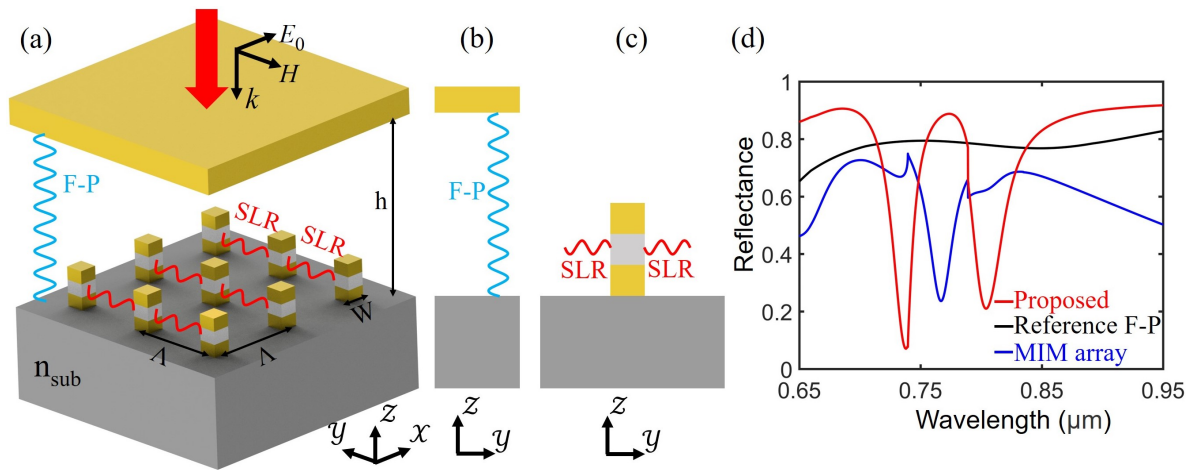 (a)
E0
H
k
F-P
h
SLR
SLR
W
Λ
Λ
nsub
y
z
x
(b)
F-P
z
y
(c)
SLR
SLR
z
y
(d)
1
0.8
0.6
0.4
0.2
0
Reflectance
Proposed
Reference F-P
MIM array
0.65
0.75
0.85
0.95
Wavelength (μm)